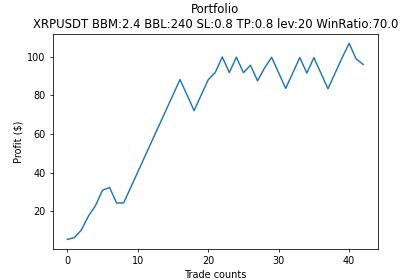 Portfolio
XRPUSDT BBM:2.4 BBL:240 SL:0.8 TP:0.8 lev:20 WinRatio:70.0
100
80
60
40
20
Profit ($)
0
10
20
30
40
Trade counts